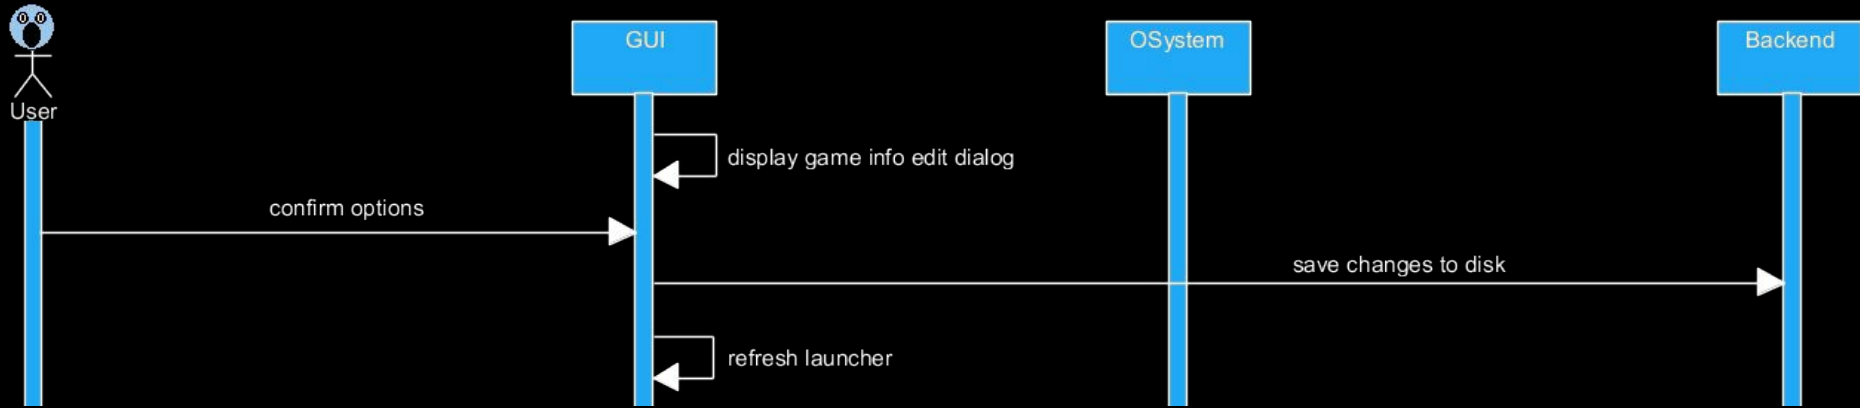 GUI
OSystem
Backend
User
display game info edit dialog
confirm options
save changes to disk
refresh launcher